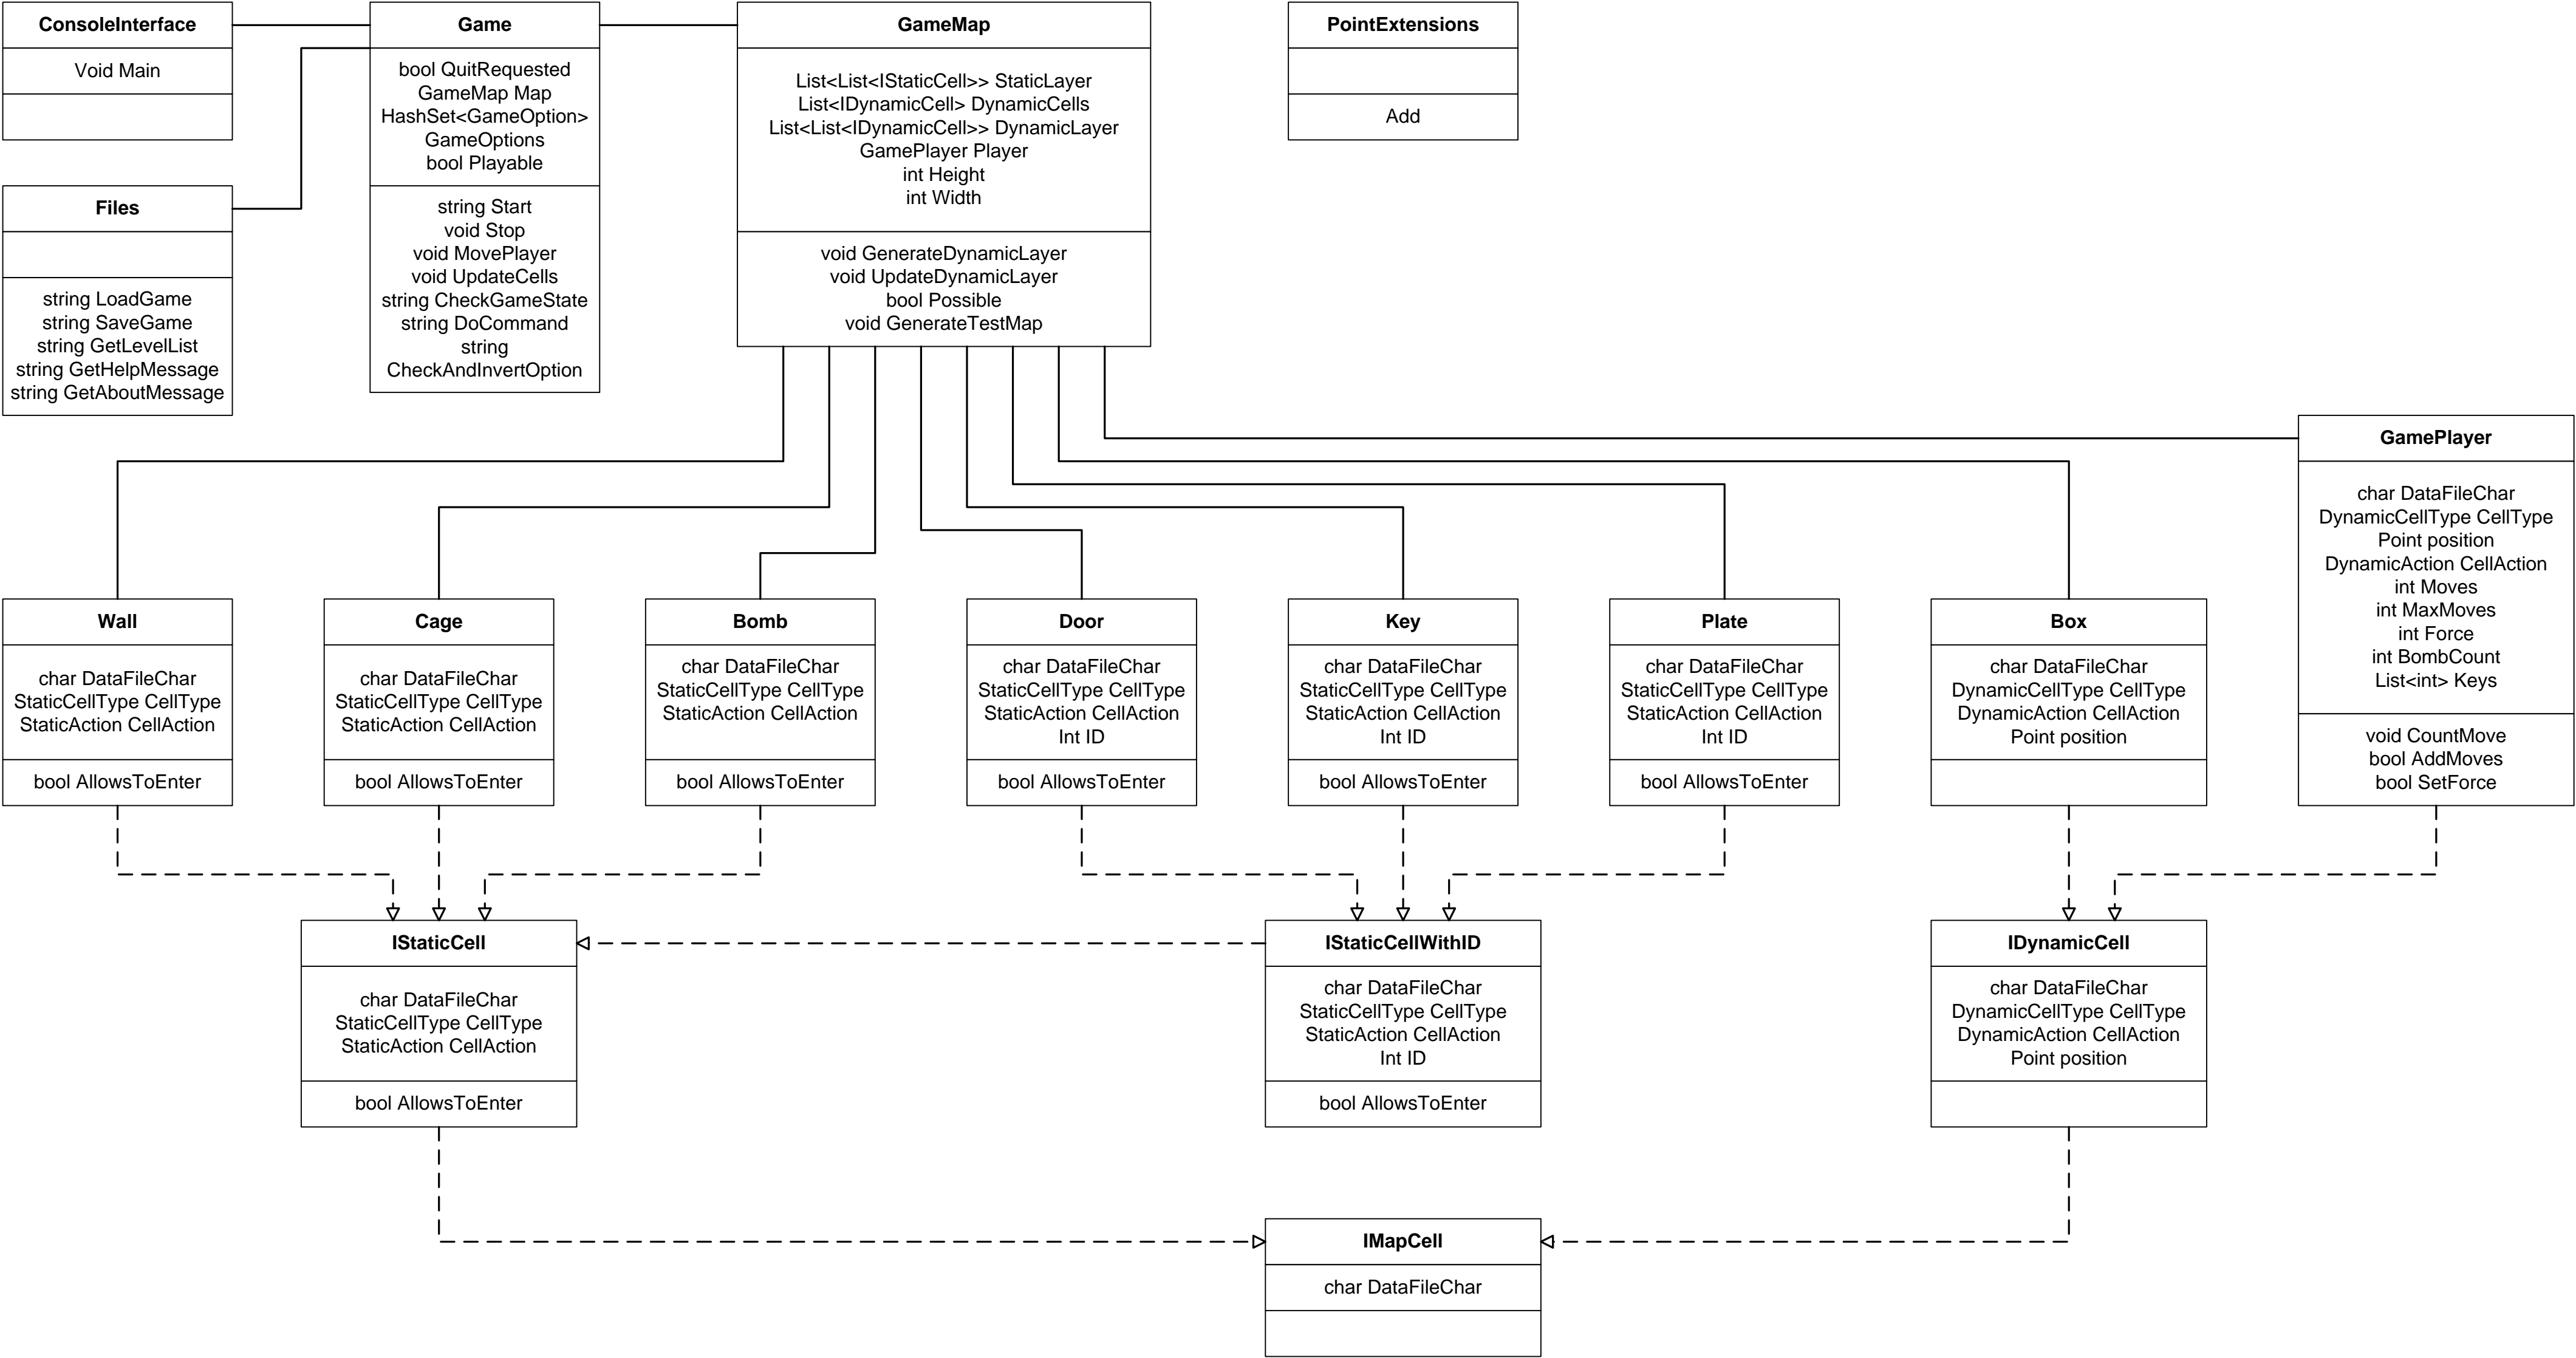 ConsoleInterface
Void Main
Game
bool QuitRequested
GameMap Map
HashSet<GameOption>
GameOptions
bool Playable
string Start
void Stop
void MovePlayer
void UpdateCells
string CheckGameState
string DoCommand
string
CheckAndInvertOption
GameMap
List<List<IStaticCell>> StaticLayer
List<IDynamicCell> DynamicCells
List<List<IDynamicCell>> DynamicLayer
GamePlayer Player
int Height
int Width
void GenerateDynamicLayer
void UpdateDynamicLayer
bool Possible
void GenerateTestMap
PointExtensions
Add
Files
string LoadGame
string SaveGame
string GetLevelList
string GetHelpMessage
string GetAboutMessage
GamePlayer
char DataFileChar
DynamicCellType CellType
Point position
DynamicAction CellAction
int Moves
int MaxMoves
int Force
int BombCount
List<int> Keys
void CountMove
bool AddMoves
bool SetForce
Wall
char DataFileChar
StaticCellType CellType
StaticAction CellAction
bool AllowsToEnter
Cage
char DataFileChar
StaticCellType CellType
StaticAction CellAction
bool AllowsToEnter
Bomb
char DataFileChar
StaticCellType CellType
StaticAction CellAction
bool AllowsToEnter
Door
char DataFileChar
StaticCellType CellType
StaticAction CellAction
Int ID
bool AllowsToEnter
Key
char DataFileChar
StaticCellType CellType
StaticAction CellAction
Int ID
bool AllowsToEnter
Plate
char DataFileChar
StaticCellType CellType
StaticAction CellAction
Int ID
bool AllowsToEnter
Box
char DataFileChar
DynamicCellType CellType
DynamicAction CellAction
Point position
IStaticCell
char DataFileChar
StaticCellType CellType
StaticAction CellAction
bool AllowsToEnter
IStaticCellWithID
char DataFileChar
StaticCellType CellType
StaticAction CellAction
Int ID
bool AllowsToEnter
IDynamicCell
char DataFileChar
DynamicCellType CellType
DynamicAction CellAction
Point position
IMapCell
char DataFileChar